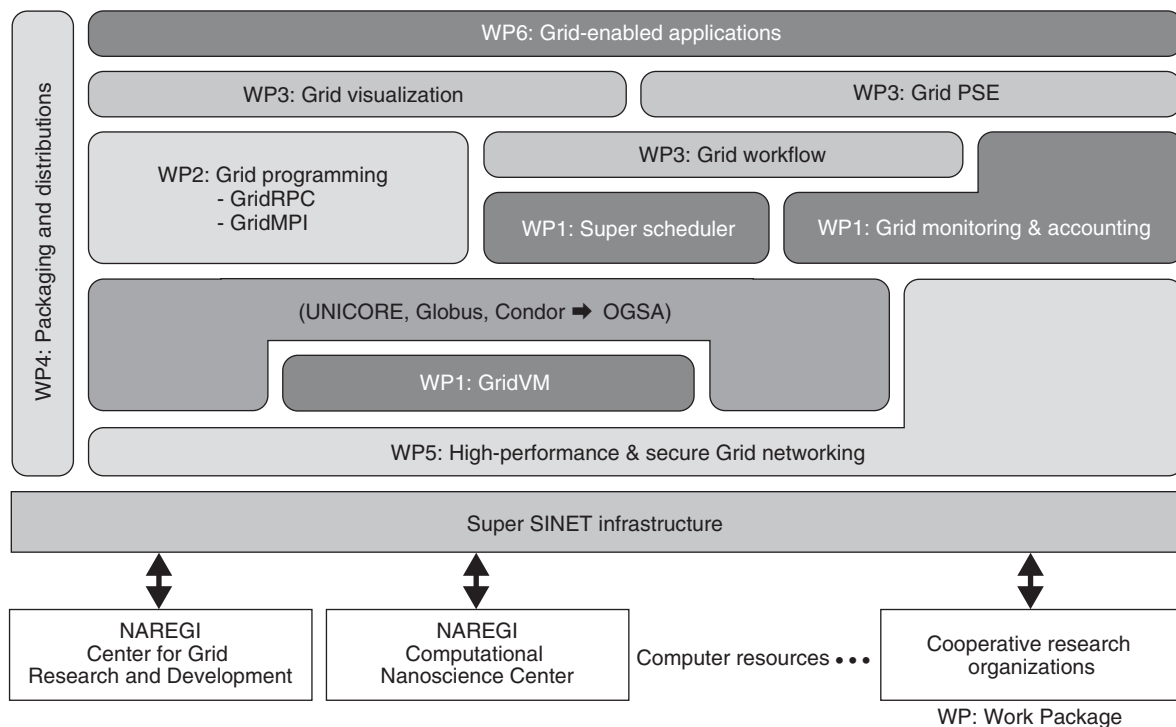 WP4: Packaging and distributions
WP6: Grid-enabled applications
WP3: Grid visualization
WP3: Grid PSE
WP2: Grid programming
- GridRPC
- GridMPI
WP3: Grid workflow
WP1: Super scheduler
WP1: Grid monitoring & accounting
(UNICORE, Globus, Condor ➡ OGSA)
WP1: GridVM
WP5: High-performance & secure Grid networking
Super SINET infrastructure
NAREGI
Center for Grid
Research and Development
NAREGI
Computational
Nanoscience Center
Computer resources •••
Cooperative research
organizations
WP: Work Package